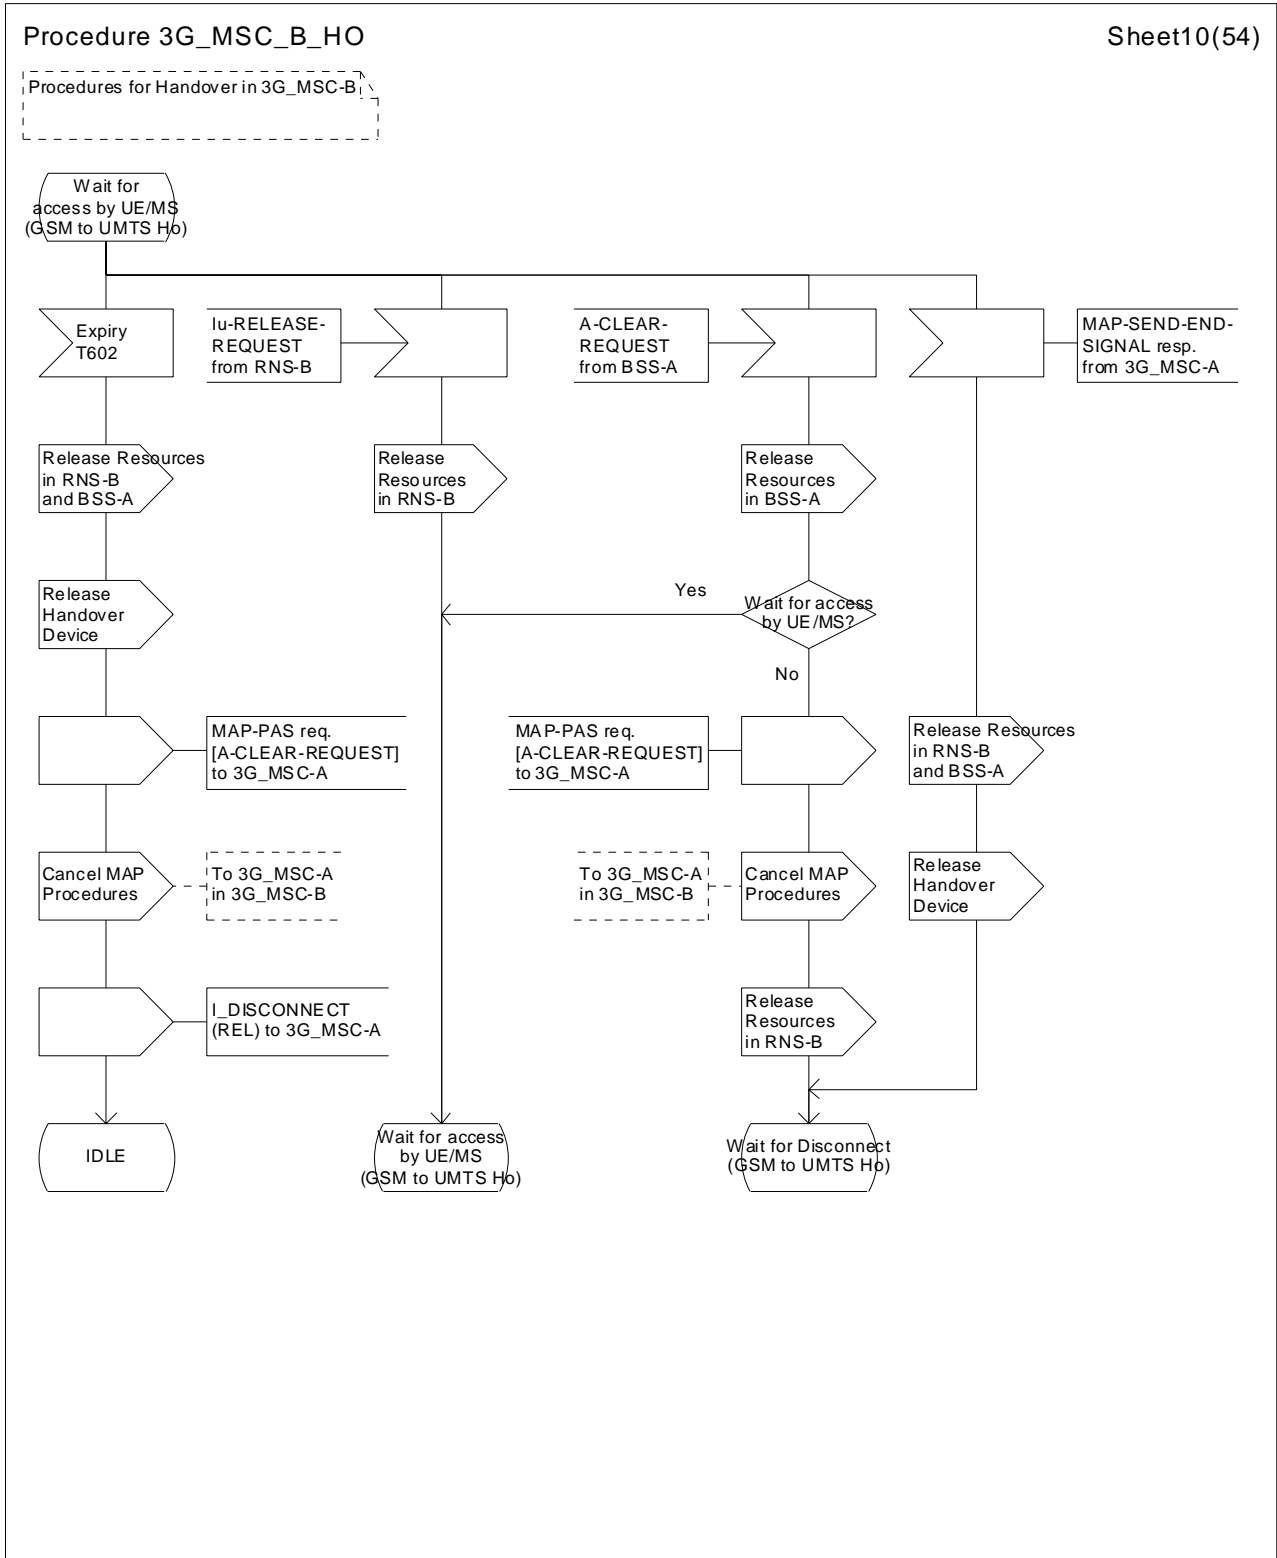 Procedure 3G_MSC_B_HO
Sheet10(54)
Procedures for Handover in 3G_MSC-B
Wait for
access by UE/MS
(GSM to UMTS Ho)
Expiry
T602
Iu-RELEASE-
REQUEST
from RNS-B
A-CLEAR-
REQUEST
from BSS-A
MAP-SEND-END-
SIGNAL resp.
from 3G_MSC-A
Release Resources
in RNS-B
and BSS-A
Release
Resources
in RNS-B
Release
Resources
in BSS-A
Release
Handover
Device
Yes
Wait for access
by UE/MS?
No
MAP-PAS req.
[A-CLEAR-REQUEST]
to 3G_MSC-A
MAP-PAS req.
[A-CLEAR-REQUEST]
to 3G_MSC-A
Release Resources
in RNS-B
and BSS-A
Cancel MAP
Procedures
To 3G_MSC-A
in 3G_MSC-B
To 3G_MSC-A
in 3G_MSC-B
Cancel MAP
Procedures
Release
Handover
Device
I_DISCONNECT
(REL) to 3G_MSC-A
Release
Resources
in RNS-B
IDLE
Wait for access
by UE/MS
(GSM to UMTS Ho)
Wait for Disconnect
(GSM to UMTS Ho)